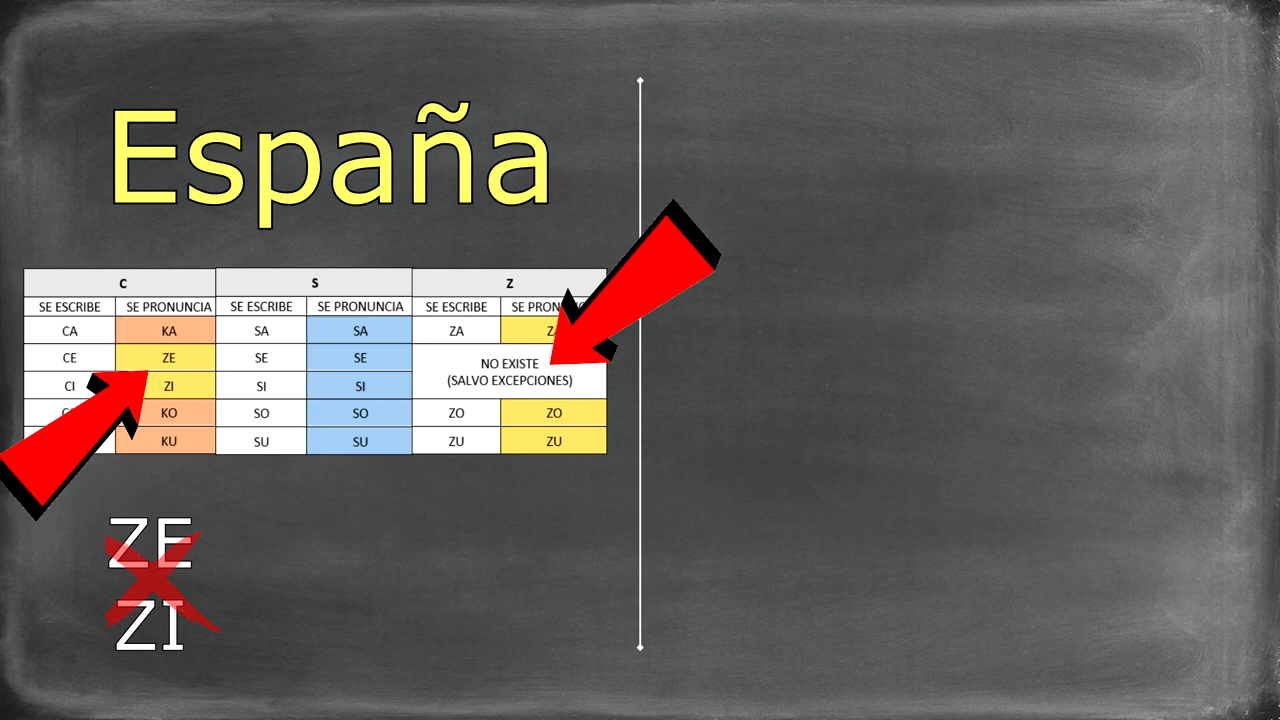 España
C S Z
SE ESCRIBE SE PRONUNCIA SE ESCRIBE SE PRONUNCIA SE ESCRIBE SE
CA KA SA SA ZA
CE ZE SE SE NO EXISTE
CI ZI SI SI (SALVO EXCEPCIONES)
KO SO SO ZO ZO
KU SU SU ZU ZU
ZE
ZI